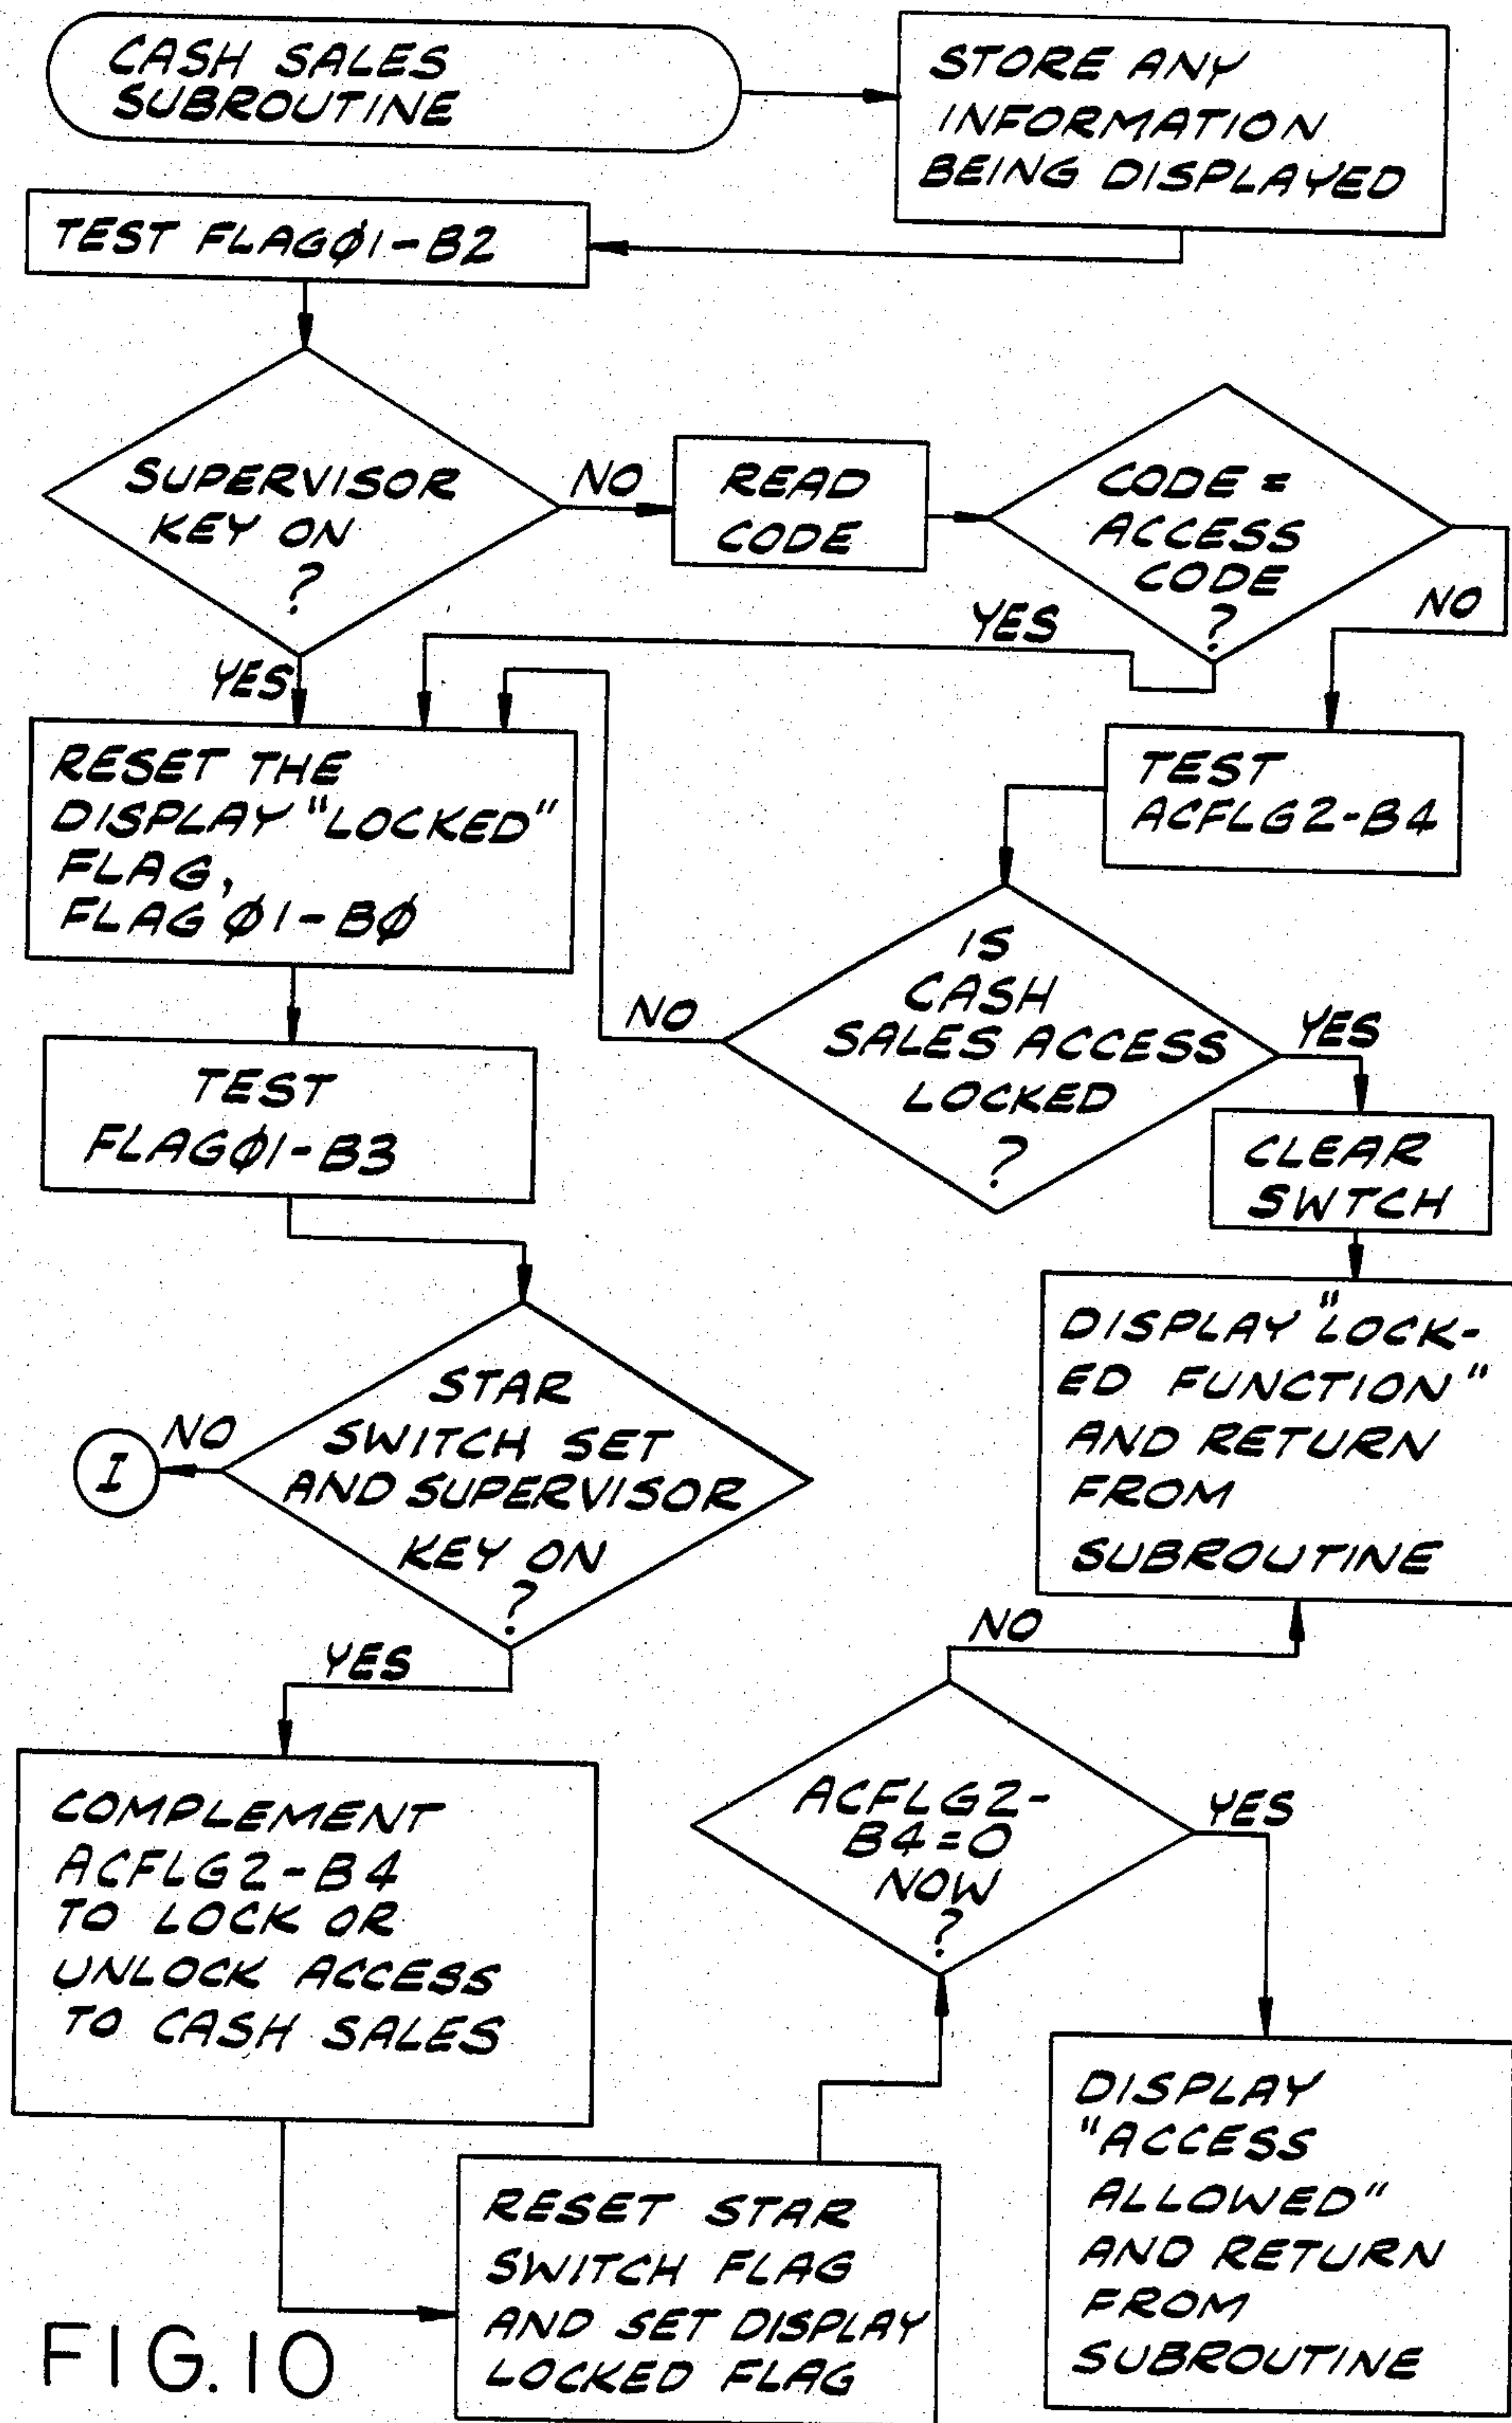 CASH SALES
SUBROUTINE
STORE ANY
INFORMATION
BEING DISPLAYED
TEST FLAGØ1-B2
SUPERVISOR
KEY ON
?
NO
READ
CODE
CODE =
ACCESS
CODE
?
NO
YES
YES
RESET THE
DISPLAY "LOCKED"
FLAG,
FLAG Ø1-BØ
TEST
ACFLG2-B4
IS
CASH
SALES ACCESS
LOCKED
?
NO
YES
TEST
FLAGØ1-B3
CLEAR
SWTCH
DISPLAY "LOCK-
ED FUNCTION"
AND RETURN
FROM
SUBROUTINE
STAR
SWITCH SET
AND SUPERVISOR
KEY ON
?
NO
I
YES
COMPLEMENT
ACFLG2-B4
TO LOCK OR
UNLOCK ACCESS
TO CASH SALES
NO
ACFLG2-
B4=0
NOW
?
YES
RESET STAR
SWITCH FLAG
AND SET DISPLAY
LOCKED FLAG
DISPLAY
"ACCESS
ALLOWED"
AND RETURN
FROM
SUBROUTINE
FIG.10